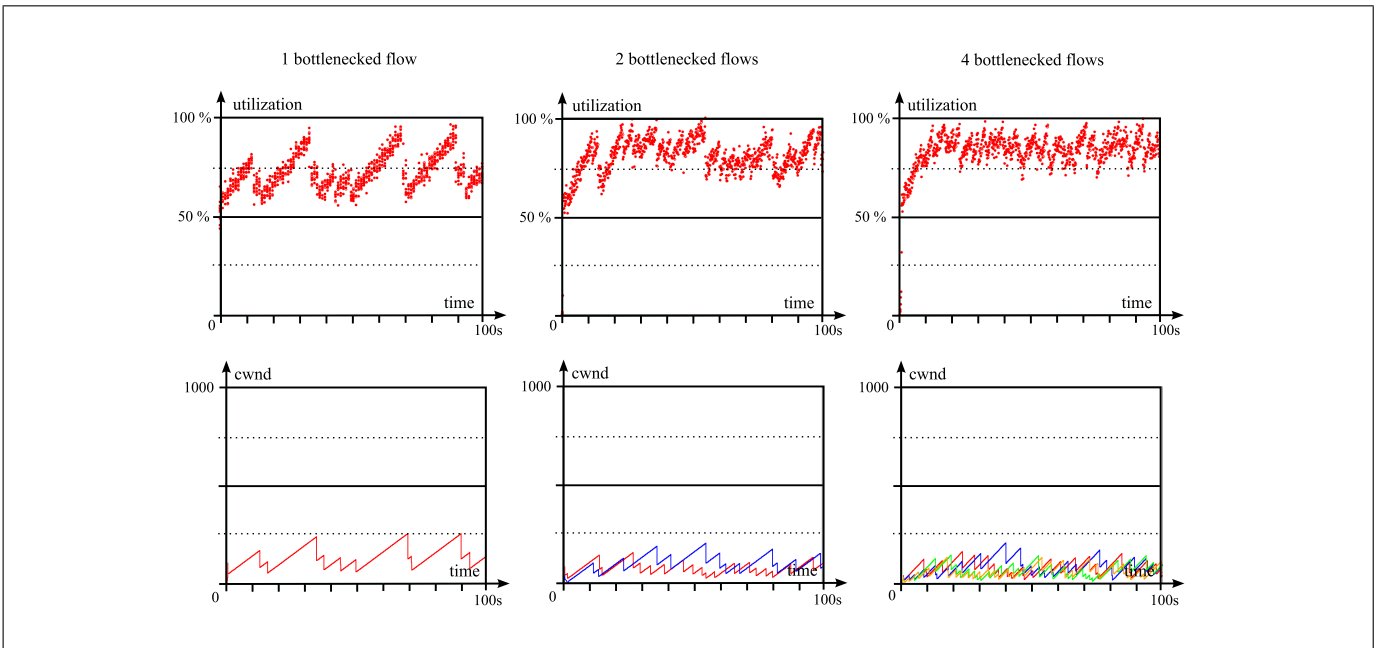 1 bottlenecked flow
2 bottlenecked flows
4 bottlenecked flows
utilization
utilization
utilization
100 %
100 %
100 %
50 %
50 %
50 %
time
time
time
0
100s
0
100s
0
100s
cwnd
cwnd
cwnd
1000
1000
1000
time
time
time
0
100s
0
100s
0
100s